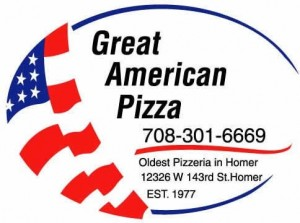 Great
American
Pizza
708-301-6669
Oldest Pizzeria in Homer
12326 W 143rd St.Homer
EST. 1977